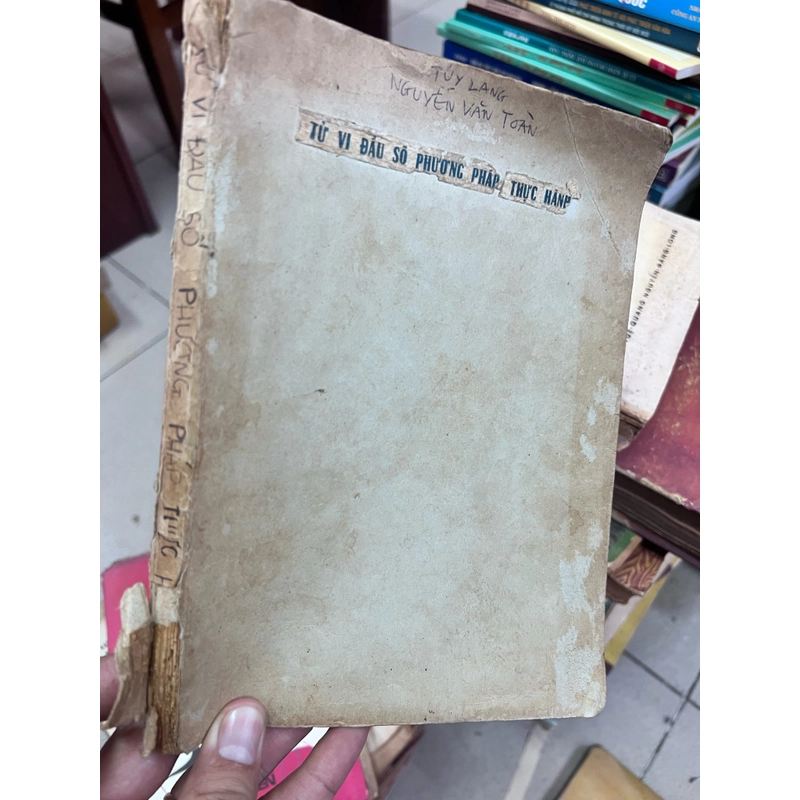 TÚY LANG
NGUYỄN VĂN TOÀN
TỬ VI ĐẨU SỐ PHƯƠNG PHÁP THỰC HÀNH
TỬ VI ĐẨU SỐ PHƯƠNG PHÁP THỰC H
QUỐC